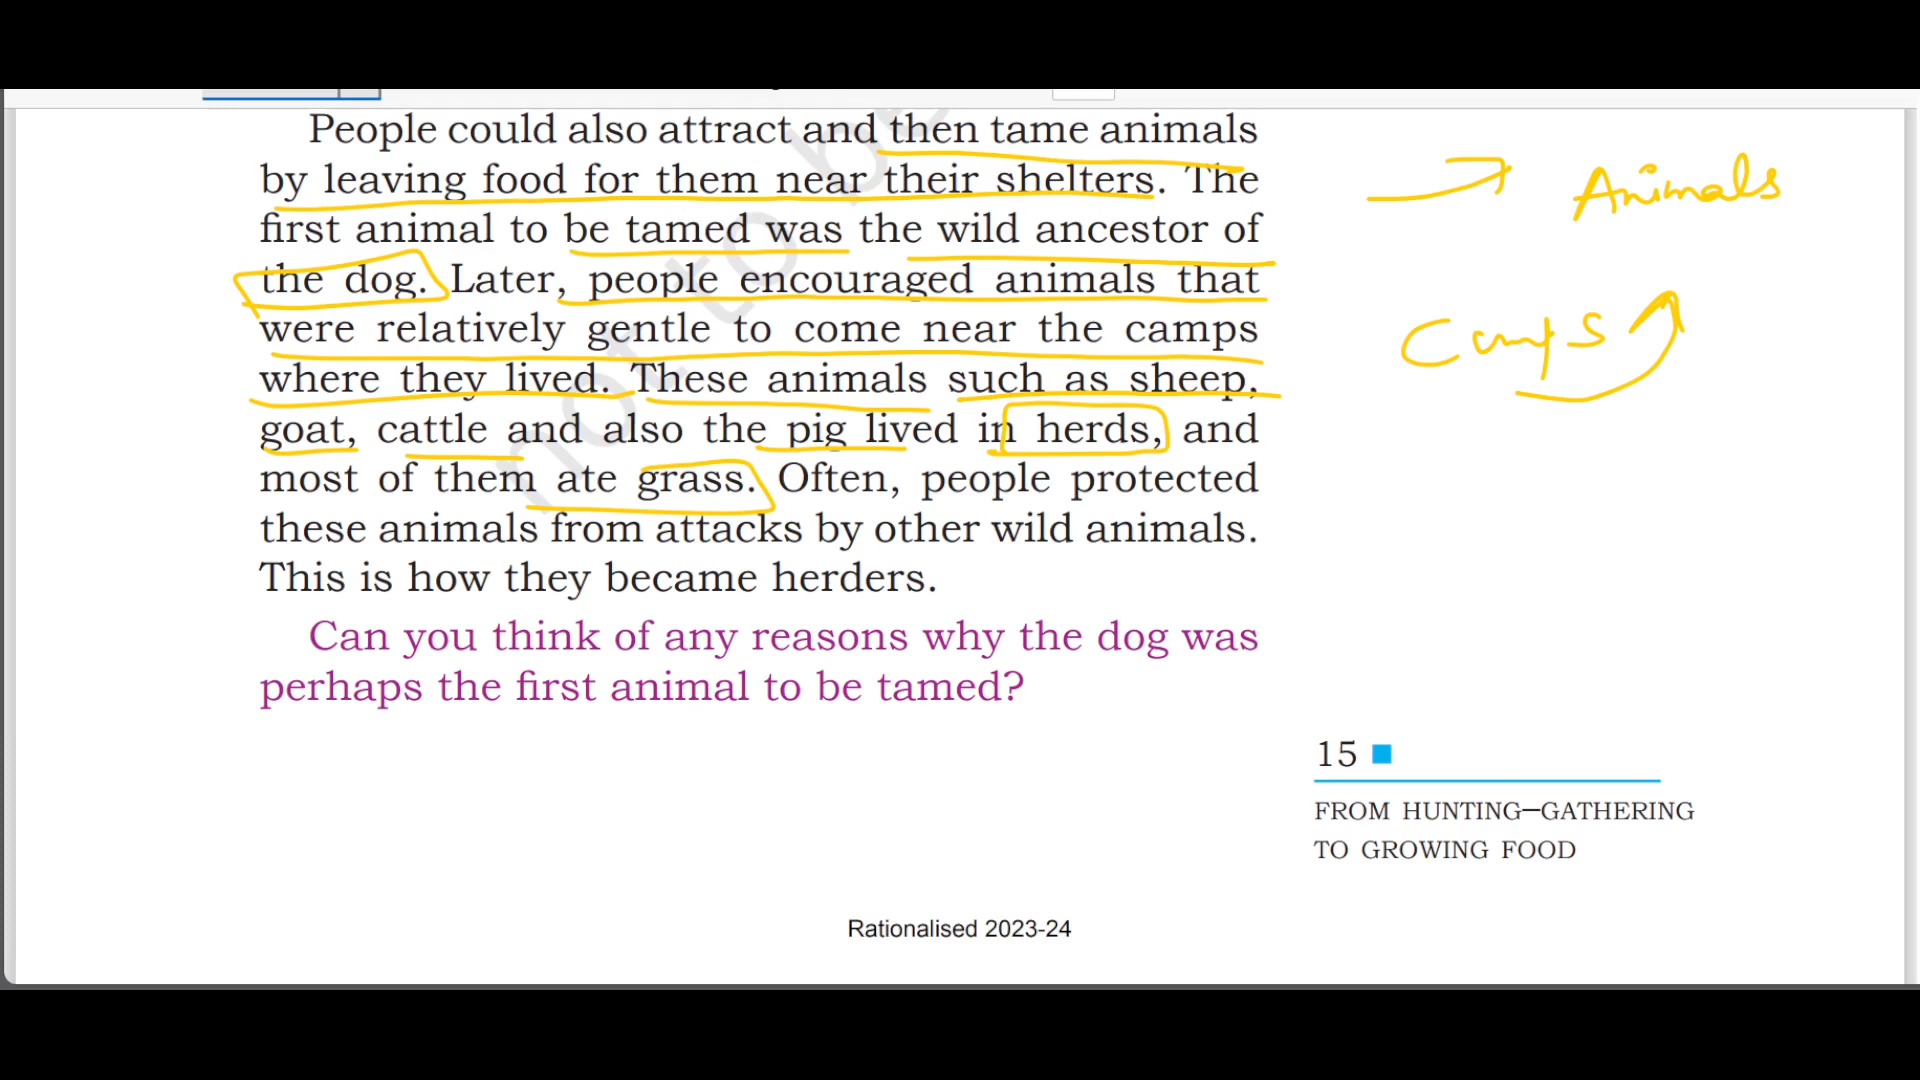 People could also attract and then tame animals
by leaving food for them near their shelters. The
first animal to be tamed was the wild ancestor of
the dog. Later, people encouraged animals that
were relatively gentle to come near the camps
where they lived. These animals such as sheep,
goat, cattle and also the pig lived in herds, and
most of them ate grass. Often, people protected
these animals from attacks by other wild animals.
This is how they became herders.
Can you think of any reasons why the dog was
perhaps the first animal to be tamed?
Animals
Camps
not to be
15
FROM HUNTING—GATHERING
TO GROWING FOOD
Rationalised 2023-24